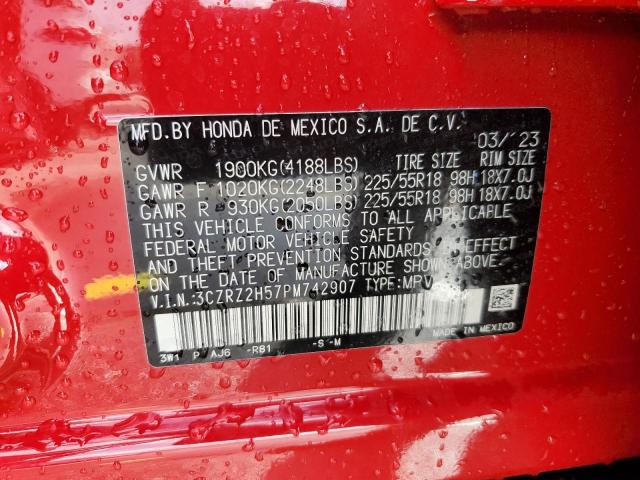 MFD.BY HONDA DE MEXICO S.A. DE C.V. 03/'23
GVWR 1900KG(4188LBS) TIRE SIZE RIM SIZE
GAWR F 1020KG(2248LBS) 225/55R18 98H 18X7.0J
GAWR R 930KG(2050LBS) 225/55R18 98H 18X7.0J
THIS VEHICLE CONFORMS TO ALL APPLICABLE
FEDERAL MOTOR VEHICLE SAFETY
AND THEFT PREVENTION STANDARDS IN EFFECT
ON THE DATE OF MANUFACTURE SHOWN ABOVE.
V.I.N.:3CZRZ2H57PM742907 TYPE:MPV
3W1 P AJ6 -R81 -S-M MADE IN MEXICO